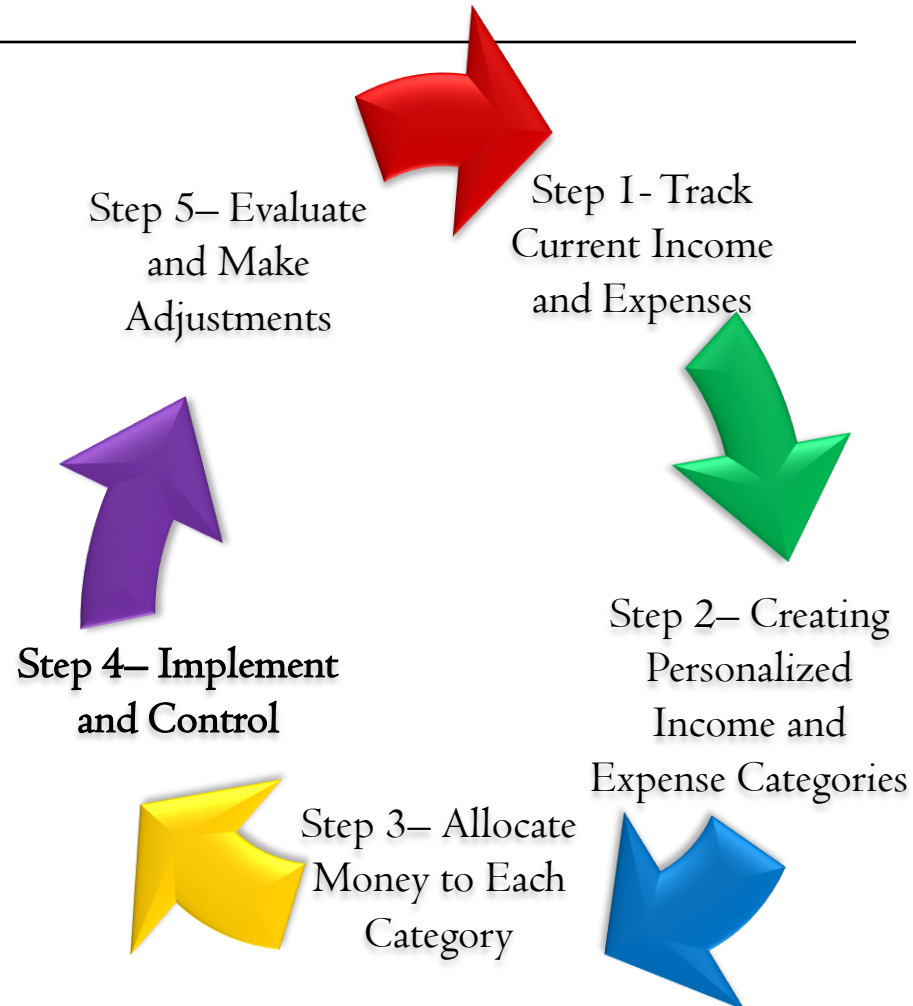 Step 1- Track
Current Income
and Expenses
Step 2– Creating
Personalized
Income and
Expense Categories
Step 3– Allocate
Money to Each
Category
Step 4– Implement
and Control
Step 5– Evaluate
and Make
Adjustments